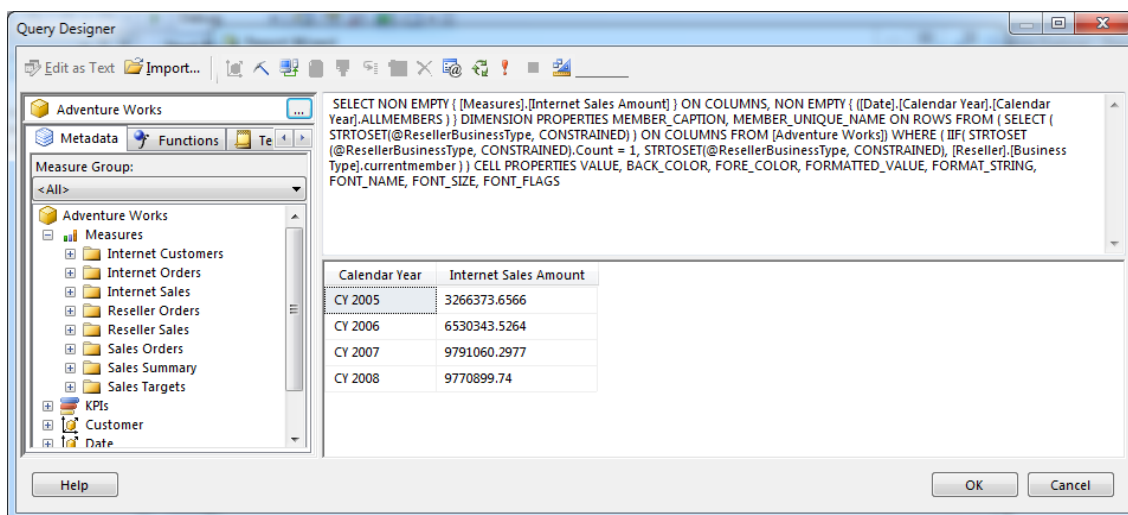 Query Designer
Edit as Text Import...
Adventure Works ...
Metadata Functions Te
Measure Group:
<All>
Adventure Works
Measures
Internet Customers
Internet Orders
Internet Sales
Reseller Orders
Reseller Sales
Sales Orders
Sales Summary
Sales Targets
KPIs
Customer
Date
SELECT NON EMPTY { [Measures].[Internet Sales Amount] } ON COLUMNS, NON EMPTY { ([Date].[Calendar Year].[Calendar
Year].ALLMEMBERS ) } DIMENSION PROPERTIES MEMBER_CAPTION, MEMBER_UNIQUE_NAME ON ROWS FROM ( SELECT (
STRTOSET(@ResellerBusinessType, CONSTRAINED) ) ON COLUMNS FROM [Adventure Works]) WHERE ( IIF( STRTOSET
(@ResellerBusinessType, CONSTRAINED).Count = 1, STRTOSET(@ResellerBusinessType, CONSTRAINED), [Reseller].[Business
Type].currentmember ) ) CELL PROPERTIES VALUE, BACK_COLOR, FORE_COLOR, FORMATTED_VALUE, FORMAT_STRING,
FONT_NAME, FONT_SIZE, FONT_FLAGS
Calendar Year Internet Sales Amount
CY 2005 3266373.6566
CY 2006 6530343.5264
CY 2007 9791060.2977
CY 2008 9770899.74
Help OK Cancel